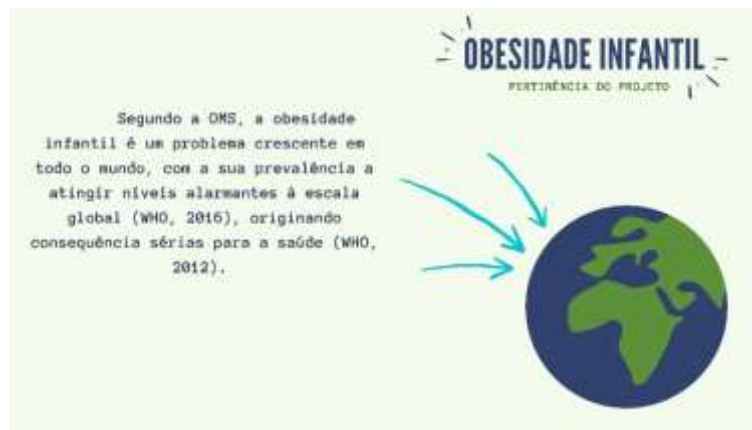 OBESIDADE INFANTIL
PERTINÊNCIA DO PROJETO
Segundo a OMS, a obesidade
infantil é um problema crescente em
todo o mundo, com a sua prevalência a
atingir níveis alarmantes à escala
global (WHO, 2016), originando
consequência sérias para a saúde (WHO,
2012).